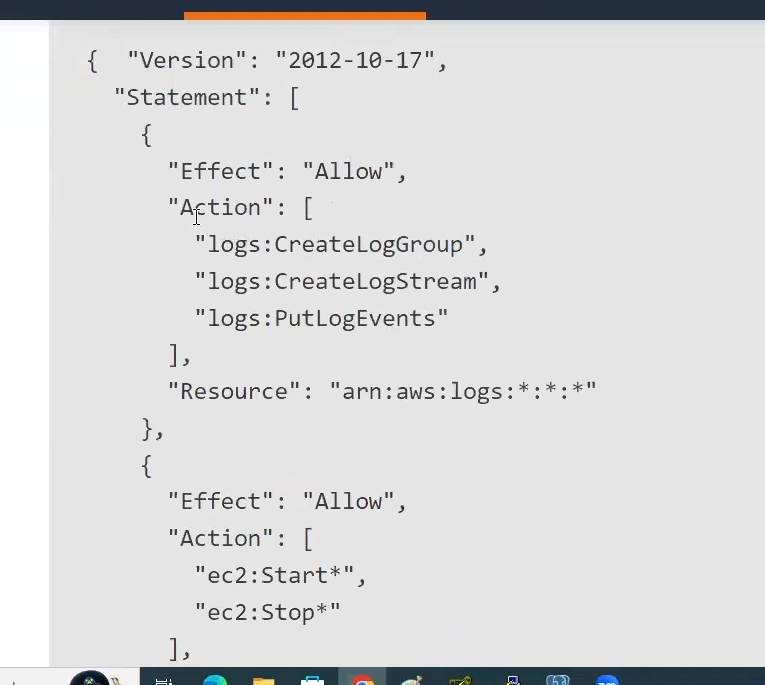 {  "Version": "2012-10-17",
"Statement": [
{
"Effect": "Allow",
"Action": [
"logs:CreateLogGroup",
"logs:CreateLogStream",
"logs:PutLogEvents"
],
"Resource": "arn:aws:logs:*:*:*"
},
{
"Effect": "Allow",
"Action": [
"ec2:Start*",
"ec2:Stop*"
],